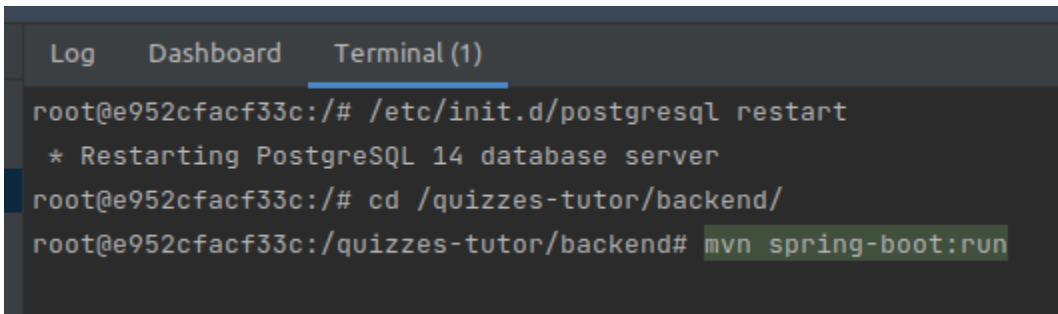 Log Dashboard Terminal (1)
root@e952cfacf33c:/# /etc/init.d/postgresql restart
* Restarting PostgreSQL 14 database server
root@e952cfacf33c:/# cd /quizzes-tutor/backend/
root@e952cfacf33c:/quizzes-tutor/backend# mvn spring-boot:run